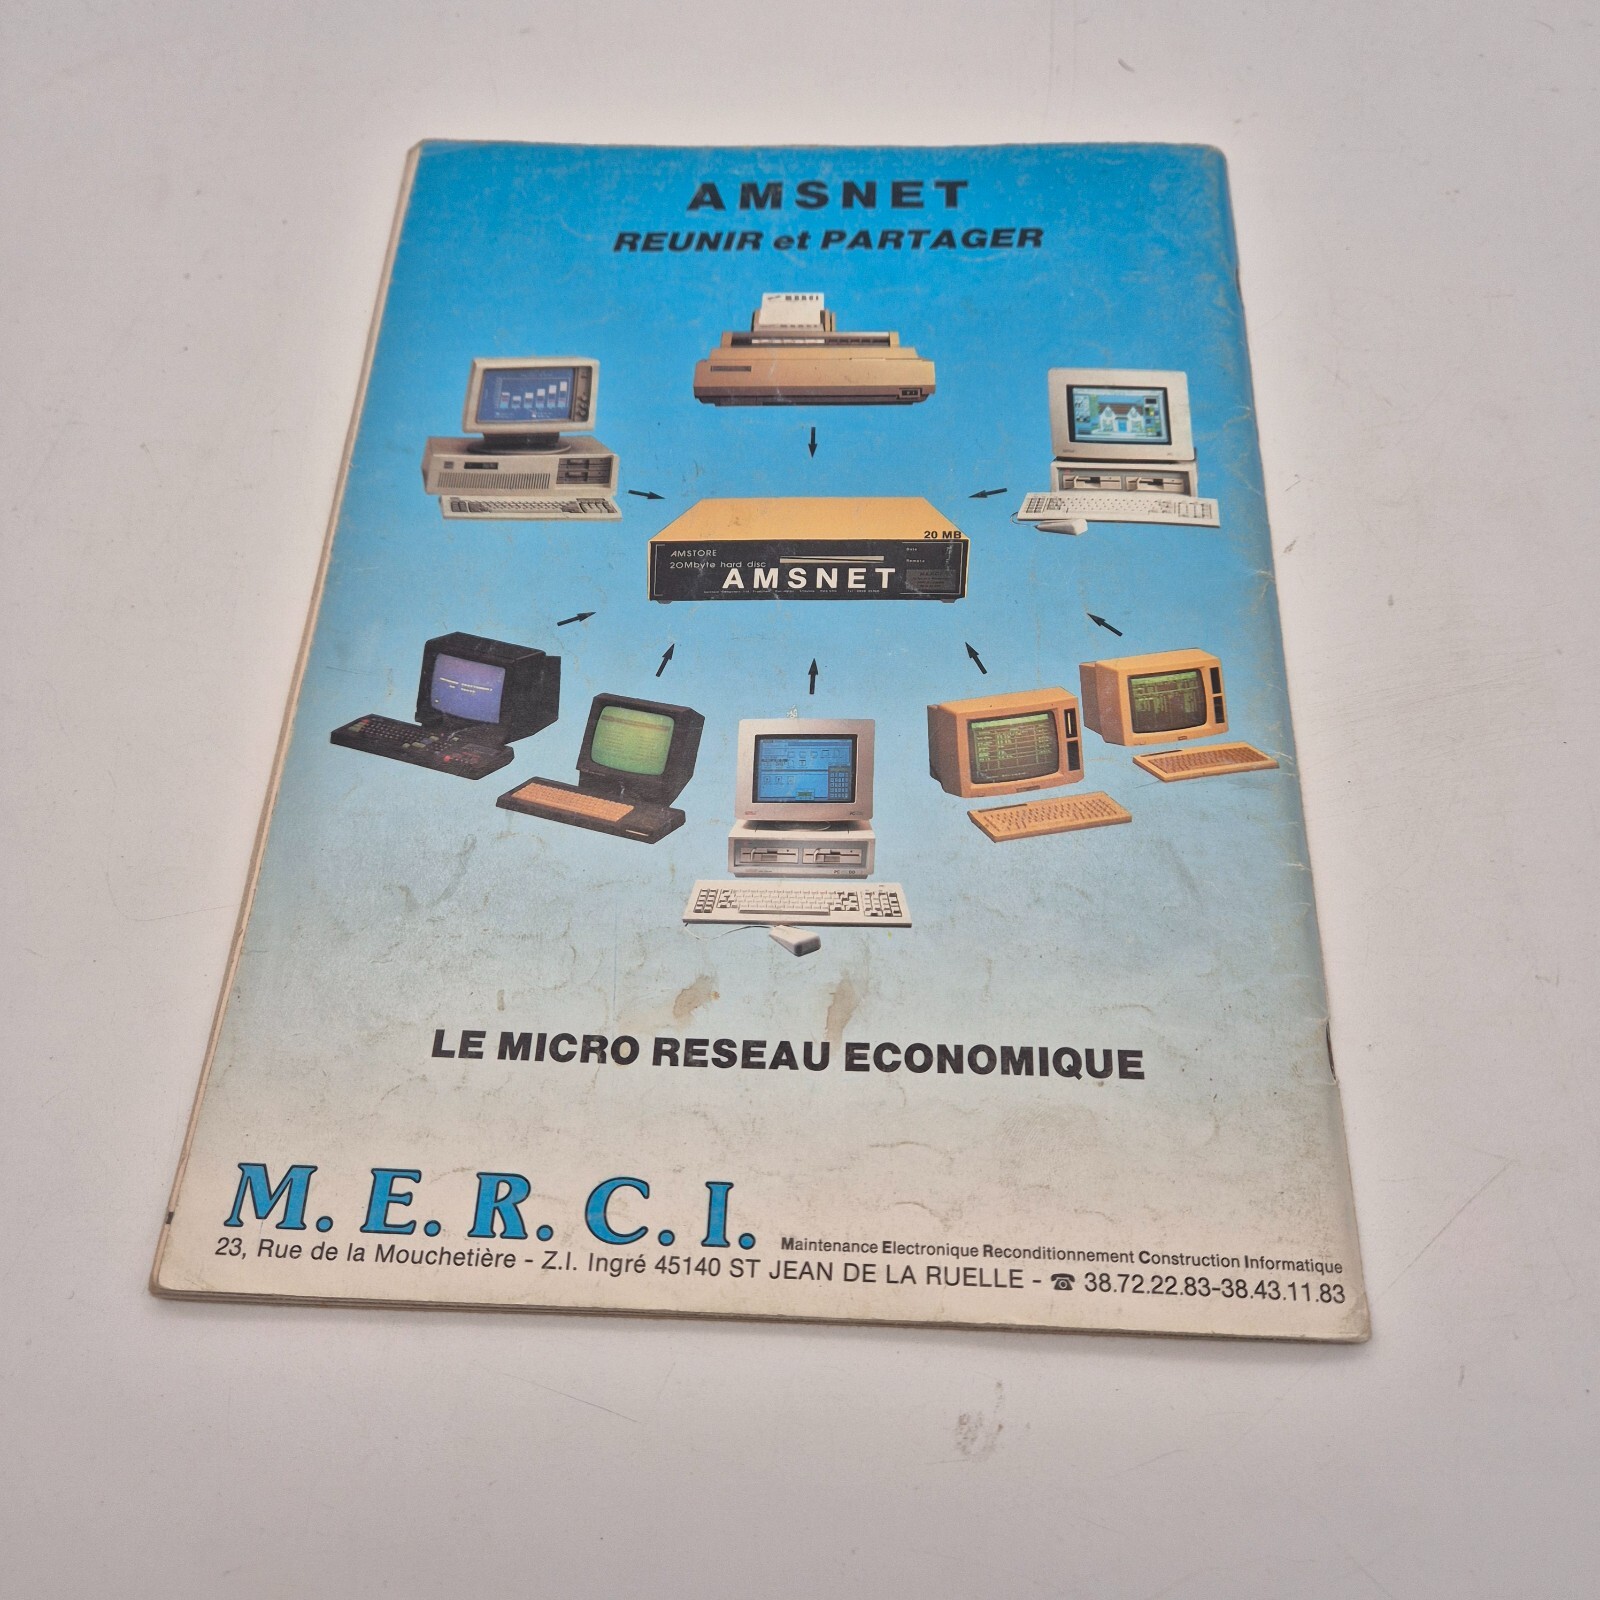 AMSNET
REUNIR et PARTAGER
20 MB
AMSTORE
20Mbyte hard disc
AMSNET
LE MICRO RESEAU ECONOMIQUE
M. E. R. C. I.
Maintenance Electronique Reconditionnement Construction Informatique
23, Rue de la Mouchetière - Z.I. Ingré 45140 ST JEAN DE LA RUELLE - ☎ 38.72.22.83-38.43.11.83